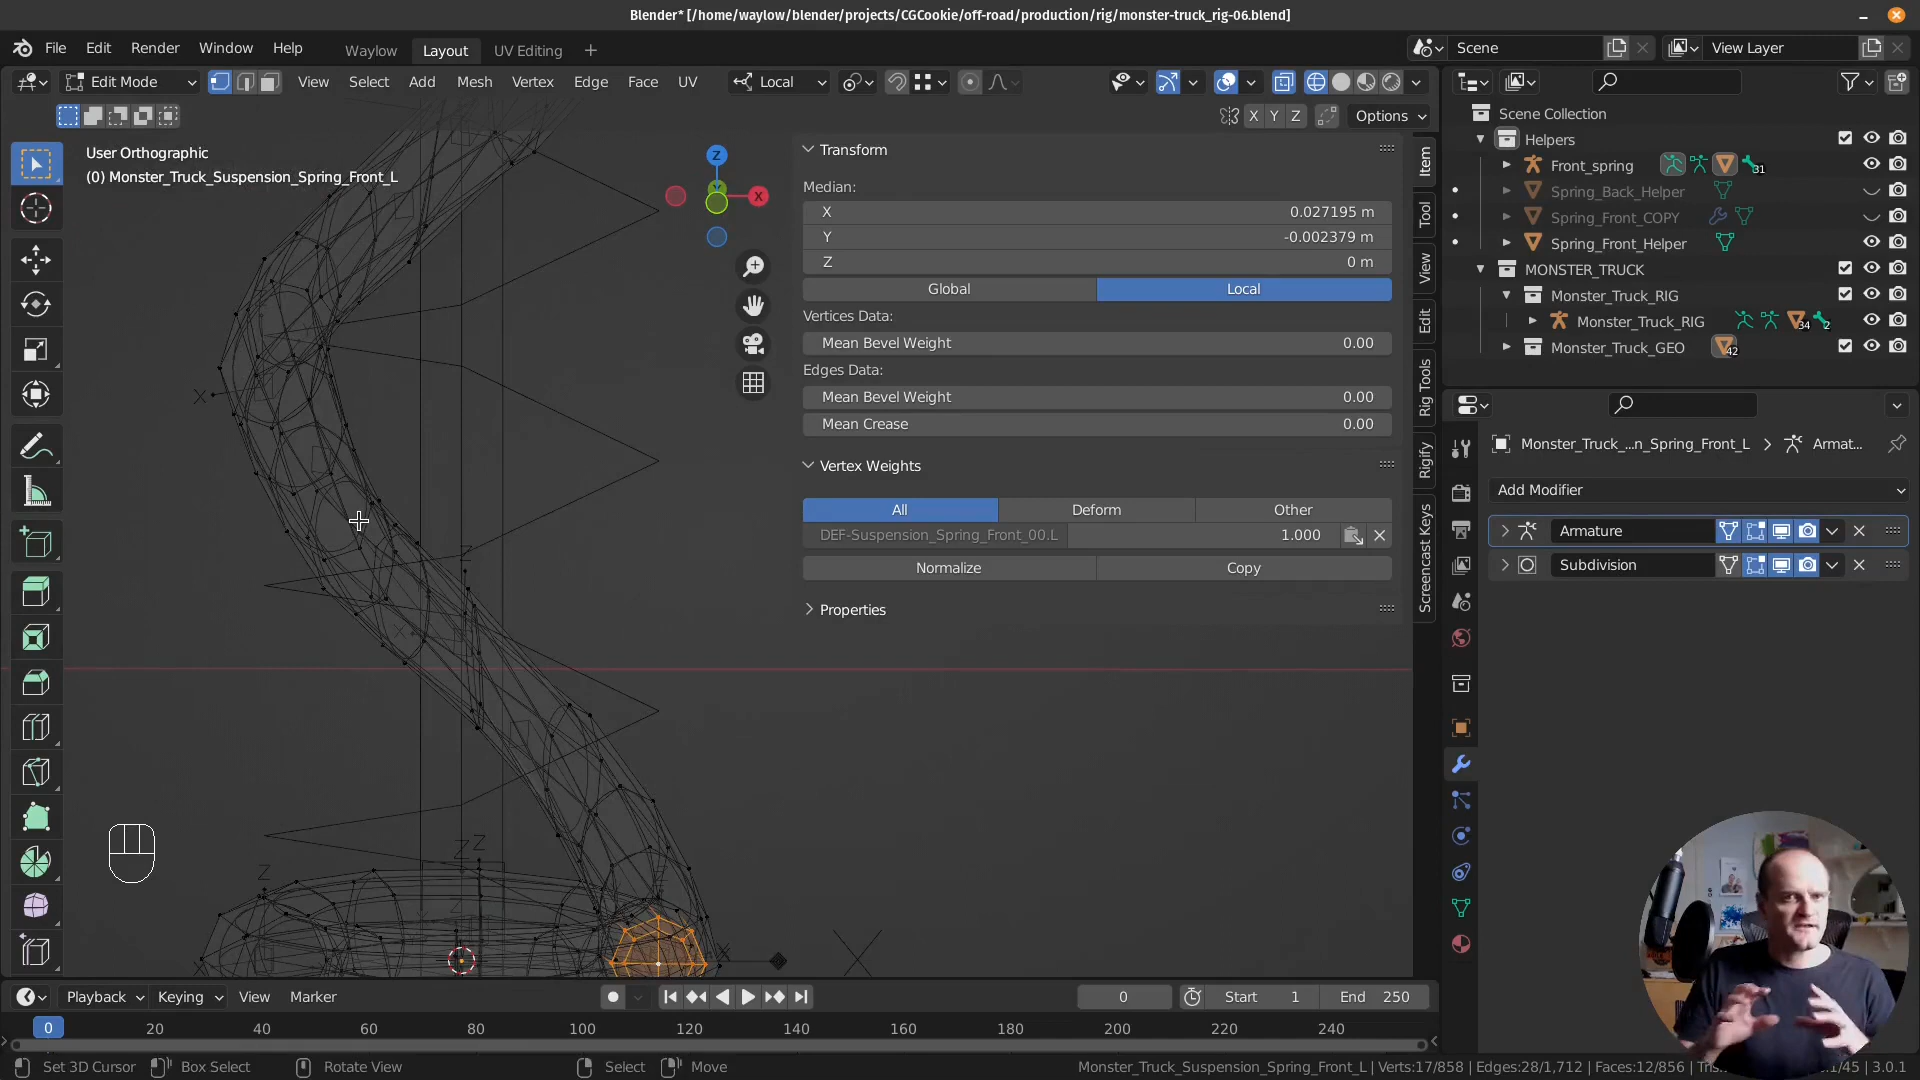 Blender* [/home/waylow/blender/projects/CGCookie/off-road/production/rig/monster-truck_rig-06.blend]
File Edit Render Window Help Waylow Layout UV Editing Scene View Layer
Edit Mode View Select Add Mesh Vertex Edge Face UV Local
X Y Z Options
User Orthographic
(0) Monster_Truck_Suspension_Spring_Front_L
Z
X
Transform
Median:
X 0.027195 m
Y -0.002379 m
Z 0 m
Global Local
Vertices Data:
Mean Bevel Weight 0.00
Edges Data:
Mean Bevel Weight 0.00
Mean Crease 0.00
Vertex Weights
All Deform Other
DEF-Suspension_Spring_Front_00.L 1.000
Normalize Copy
Properties
Item
Tool
View
Edit
Rig Tools
Rigify
Screencast Keys
Scene Collection
Helpers
Front_spring 31
Spring_Back_Helper
Spring_Front_COPY
Spring_Front_Helper
MONSTER_TRUCK
Monster_Truck_RIG
Monster_Truck_RIG 34 2
Monster_Truck_GEO 42
Monster_Truck_...n_Spring_Front_L Armat...
Add Modifier
Armature
Subdivision
X
Z
Z Z
Z
X
Playback Keying View Marker 0 Start 1 End 250
0 20 40 60 80 100 120 140 160 180 200 220 240
Set 3D Cursor Box Select Rotate View Select Move Monster_Truck_Suspension_Spring_Front_L | Verts:17/858 | Edges:28/1,712 | Faces:12/856 | Tris 1/45 | 3.0.1